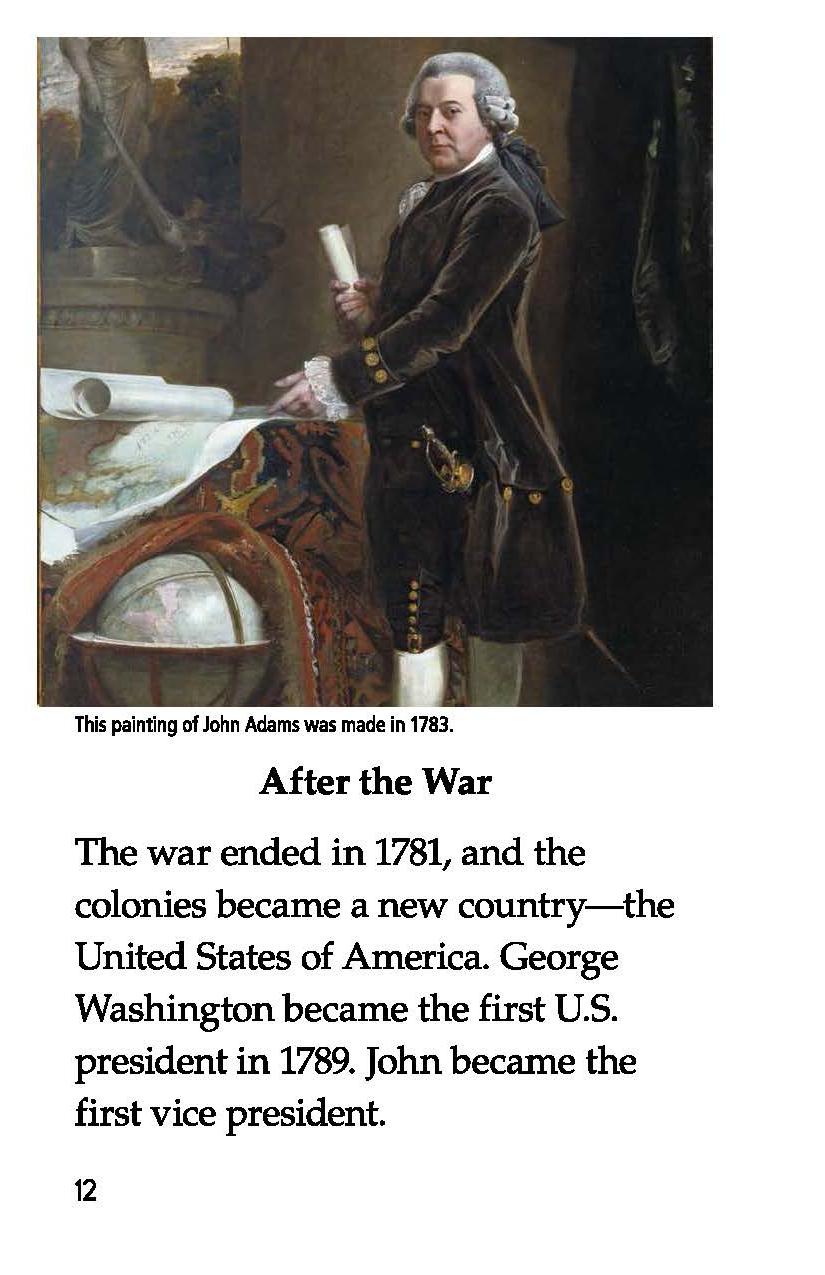 This painting of John Adams was made in 1783.
After the War
The war ended in 1781, and the
colonies became a new country—the
United States of America. George
Washington became the first U.S.
president in 1789. John became the
first vice president.
12